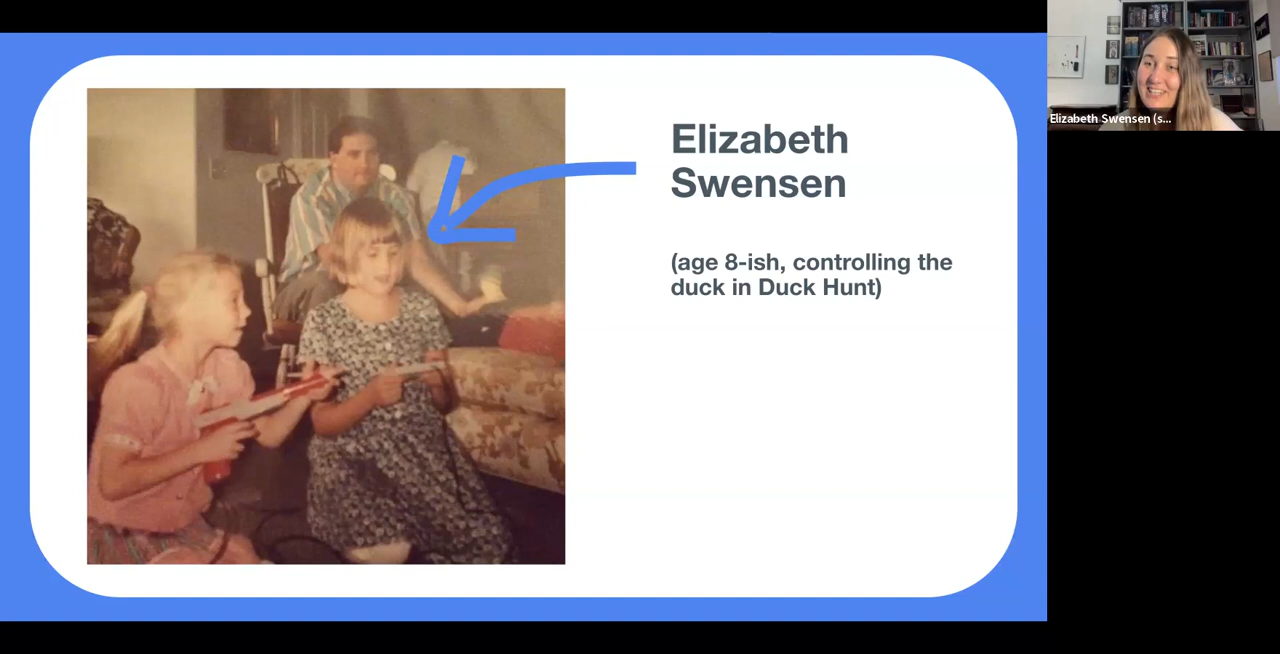 Elizabeth
Swensen
(age 8-ish, controlling the
duck in Duck Hunt)
Elizabeth Swensen (s...